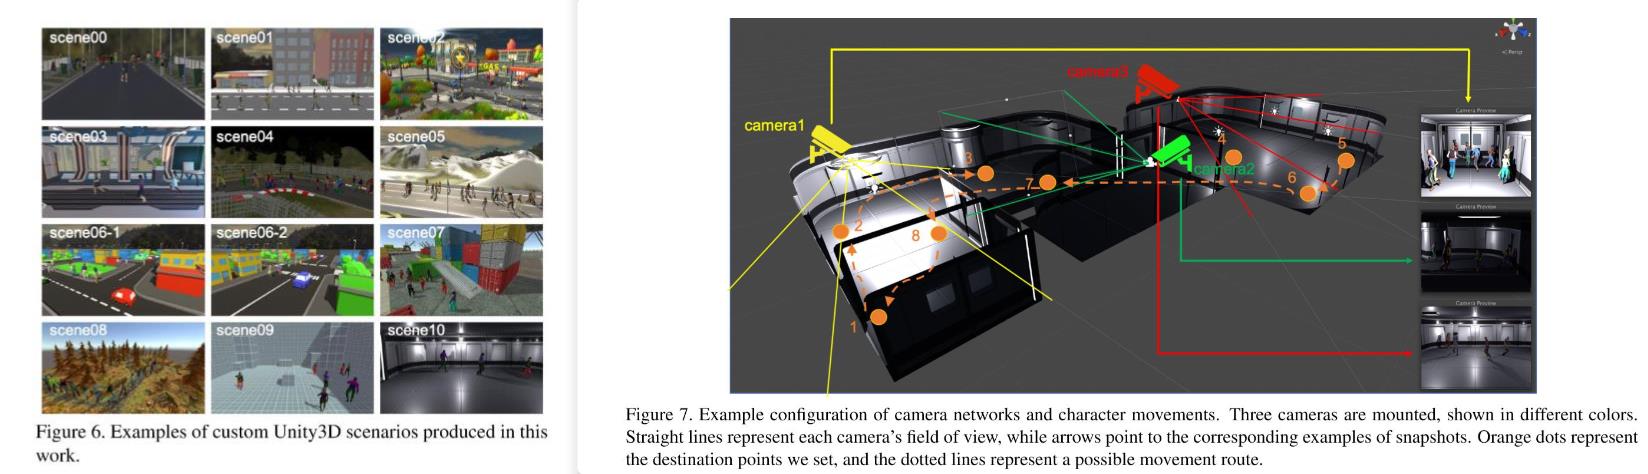 scene00
scene01
scene02
scene03
scene04
scene05
scene06-1
scene06-2
scene07
scene08
scene09
scene10
GAS
Figure 6. Examples of custom Unity3D scenarios produced in this
work.
camera1
camera3
camera2
1
2
3
4
5
6
7
8
Persp
Camera Preview
Camera Preview
Camera Preview
Figure 7. Example configuration of camera networks and character movements. Three cameras are mounted, shown in different colors.
Straight lines represent each camera's field of view, while arrows point to the corresponding examples of snapshots. Orange dots represent
the destination points we set, and the dotted lines represent a possible movement route.